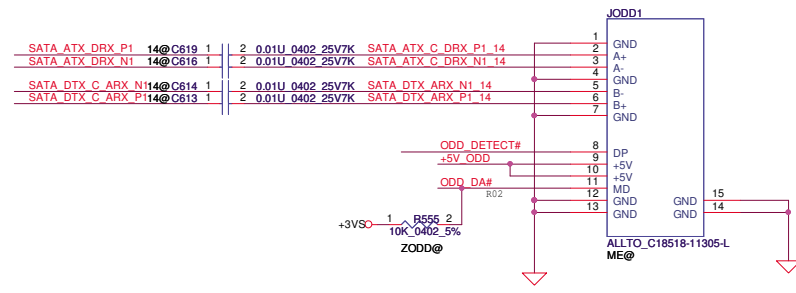 JODD1
1 GND
SATA_ATX_DRX_P1 14@ C619 1 2 0.01U_0402_25V7K SATA_ATX_C_DRX_P1_14 2 A+
SATA_ATX_DRX_N1 14@ C616 1 2 0.01U_0402_25V7K SATA_ATX_C_DRX_N1_14 3 A-
4 GND
SATA_DTX_C_ARX_N1 14@ C614 1 2 0.01U_0402_25V7K SATA_DTX_ARX_N1_14 5 B-
SATA_DTX_C_ARX_P1 14@ C613 1 2 0.01U_0402_25V7K SATA_DTX_ARX_P1_14 6 B+
7 GND
ODD_DETECT# 8 DP
+5V_ODD 9 +5V
10 +5V
ODD_DA# 11 MD
R02
12 GND GND 15
13 GND GND 14
+3VS 1 R555 2
10K_0402_5%
ZODD@
ALLTO_C18518-11305-L
ME@